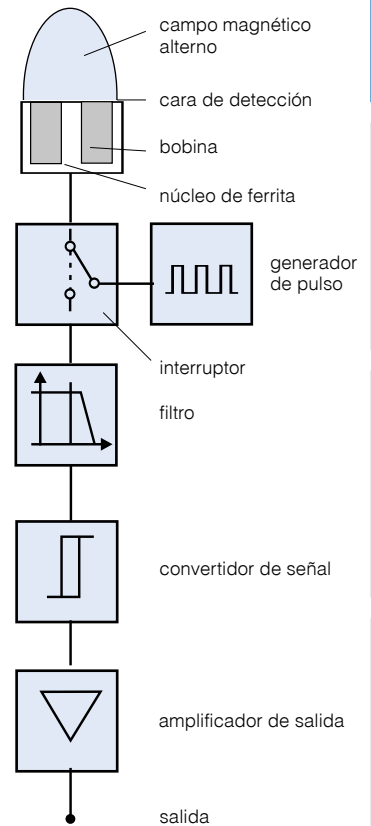 campo magnético
alterno
cara de detección
bobina
núcleo de ferrita
generador
de pulso
interruptor
filtro
convertidor de señal
amplificador de salida
salida